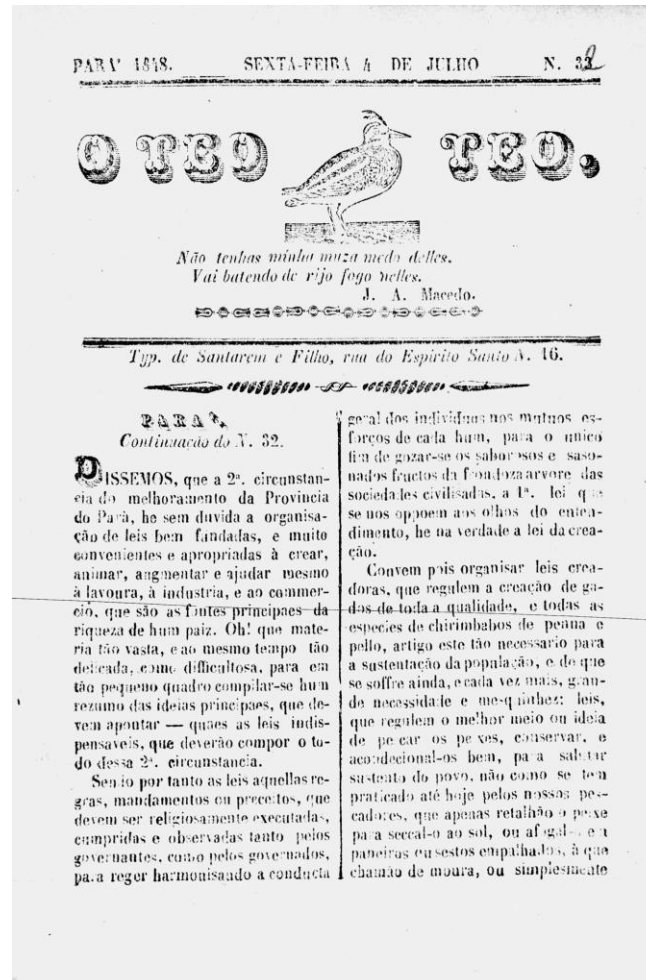 PARA' 1848. SEXTA-FEIRA 4 DE JULHO N. 32
O TEO TEO.
Não tenhas minha muza medo delles.
Vai batendo de rijo fogo nelles.
J. A. Macedo.
Typ. de Santarem e Filho, rua do Espirito Santo N. 16.
PARA'.
Continuação do N. 32.
DISSEMOS, que a 2ª. circunstan-
cia do melhoramento da Provincia
do Parà, he sem duvida a organisa-
ção de leis bem fundadas, e muito
convenientes e apropriadas à crear,
animar, augmentar e ajudar mesmo
à lavoura, à industria, e ao commer-
cio, que são as fontes principaes da
riqueza de hum paiz. Oh! que mate-
ria tão vasta, e ao mesmo tempo tão
delicada, como difficultosa, para em
tão pequeno quadro compilar-se hum
rezumo das ideias principaes, que de-
vem apontar — quaes as leis indis-
pensaveis, que deverão compor o to-
do dessa 2ª. circunstancia.
Sendo por tanto as leis aquellas re-
gras, mandamentos ou preceitos, que
devem ser religiosamente executadas,
cumpridas e observadas tanto pelos
governantes, como pelos governados,
para reger harmonisando a conducta
geral dos individuos nos mutuos es-
forços de cada hum, para o unico
fim de gozar-se os saborosos e saso-
nados fructos da frondoza arvore das
sociedades civilisadas, a 1ª. lei que
se nos oppoem aos olhos do enten-
dimento, he na verdade a lei da crea-
ção.
Convem pois organisar leis crea-
doras, que regulem a creação de ga-
dos de toda a qualidade, e todas as
especies de chirimbabos de penna e
pello, artigo este tão necessario para
a sustentação da população, e de que
se soffre ainda, e cada vez mais, gran-
de necessidade e mesquinhez: leis,
que regulem o melhor meio ou ideia
de pescar os peixes, conservar, e
acondecional-os bem, para salutar
sustento do povo, não como se tem
praticado até hoje pelos nossos pes-
cadores, que apenas retalhão o peixe
para seccal-o ao sol, ou
paneiros ou sestos empalhados, à que
chamão de moura, ou simplesmente